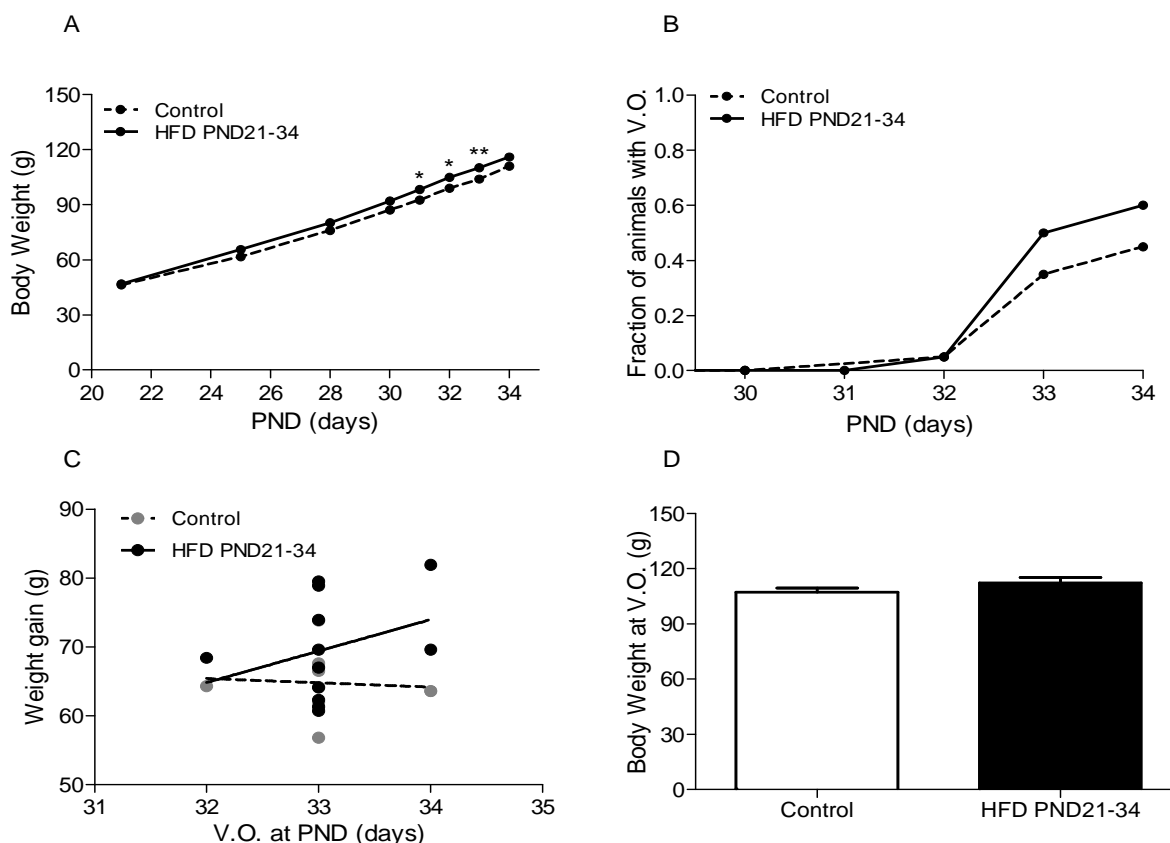 A
Control
HFD PND21-34
* * **
150
120
90
60
30
0
20 22 24 26 28 30 32 34
Body Weight (g)
PND (days)
B
Control
HFD PND21-34
1.0
0.8
0.6
0.4
0.2
0.0
30 31 32 33 34
Fraction of animals with V.O.
PND (days)
C
Control
HFD PND21-34
90
80
70
60
50
31 32 33 34 35
Weight gain (g)
V.O. at PND (days)
D
150
120
90
60
30
0
Control HFD PND21-34
Body Weight at V.O. (g)